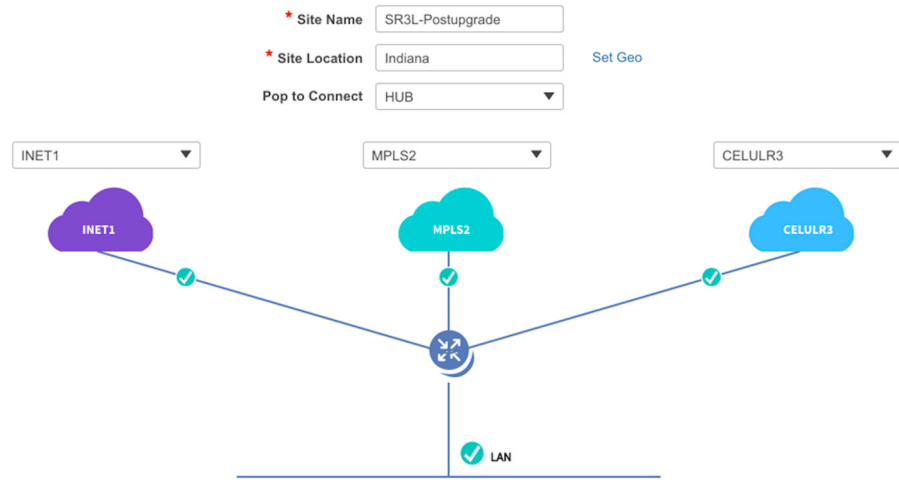 * Site Name SR3L-Postupgrade
* Site Location Indiana Set Geo
Pop to Connect HUB
INET1 MPLS2 CELULR3
INET1 MPLS2 CELULR3
LAN